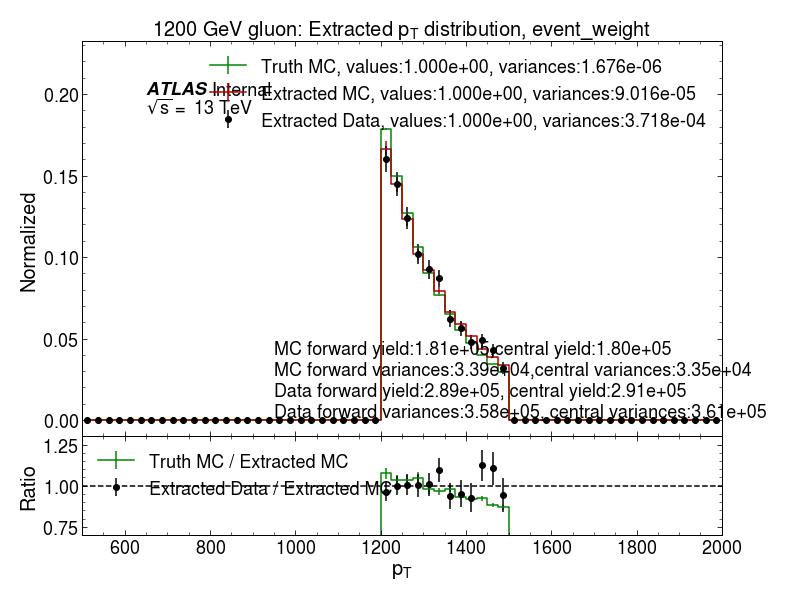 1200 GeV gluon: Extracted pT distribution, event_weight
Truth MC, values:1.000e+00, variances:1.676e-06
ATLAS Internal
Extracted MC, values:1.000e+00, variances:9.016e-05
√s = 13 TeV
Extracted Data, values:1.000e+00, variances:3.718e-04
Normalized
0.20
0.15
0.10
0.05
0.00
MC forward yield:1.81e+05, central yield:1.80e+05
MC forward variances:3.39e+04,central variances:3.35e+04
Data forward yield:2.89e+05, central yield:2.91e+05
Data forward variances:3.58e+05, central variances:3.61e+05
Ratio
1.25
1.00
0.75
Truth MC / Extracted MC
Extracted Data / Extracted MC
600 800 1000 1200 1400 1600 1800 2000
pT